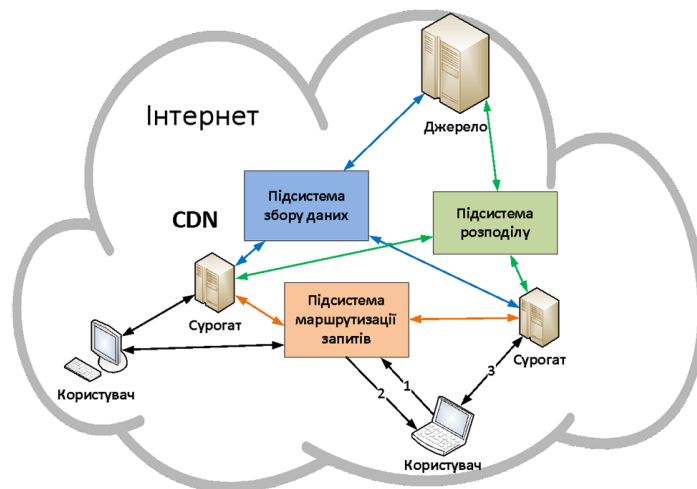 Інтернет
Джерело
Підсистема
збору даних
CDN
Підсистема
розподілу
Сурогат
Підсистема
маршрутизації
запитів
Сурогат
Користувач
1
2
3
Користувач